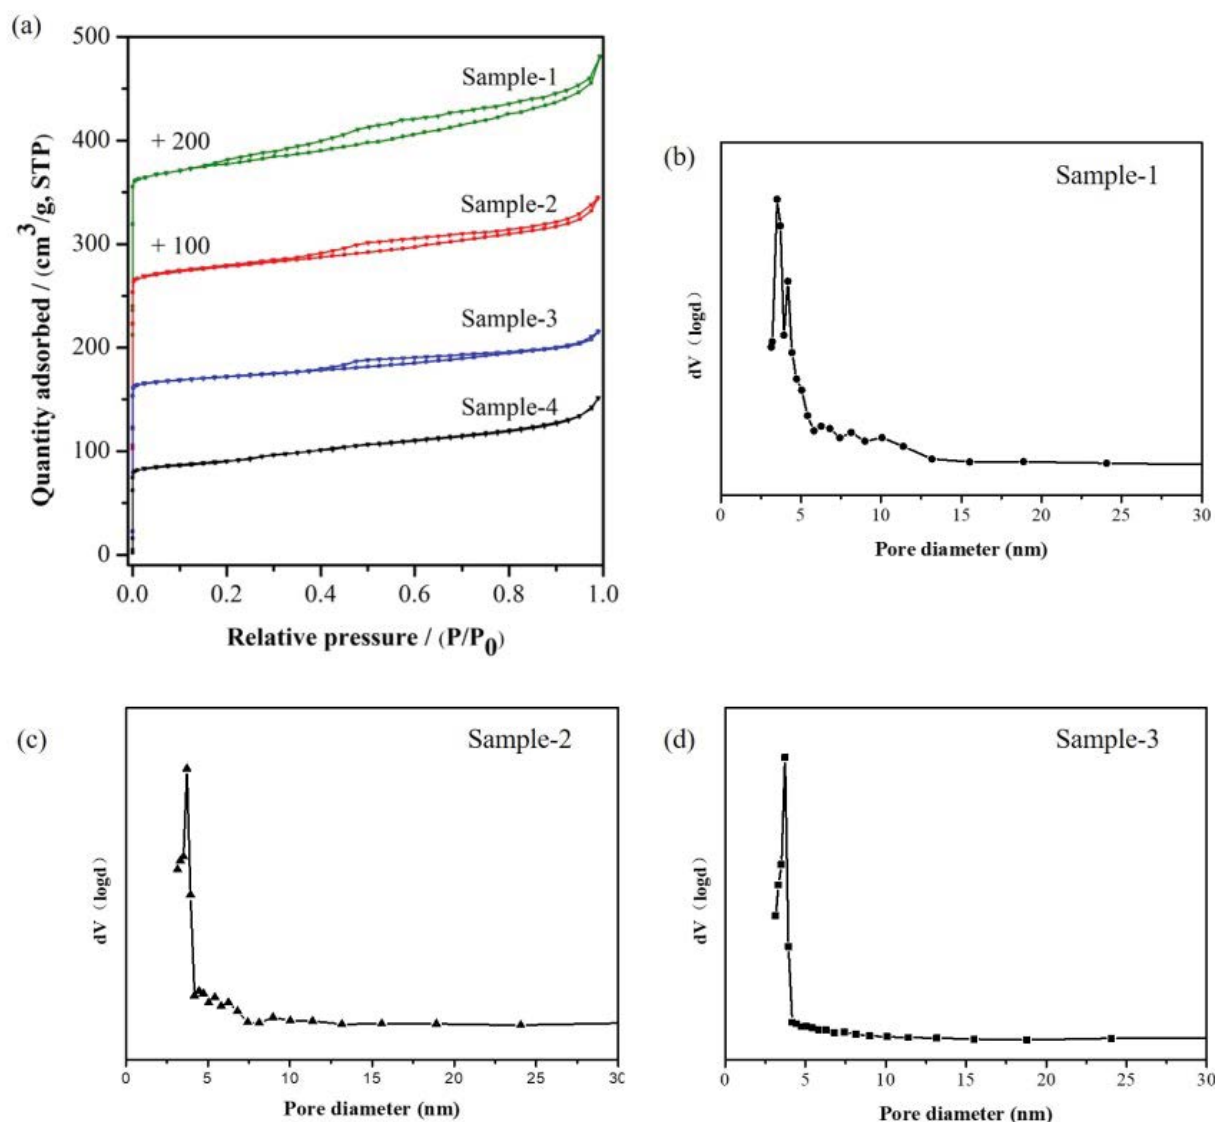 (a)
Quantity adsorbed / (cm³/g, STP)
500
400
300
200
100
0
Sample-1
+ 200
Sample-2
+ 100
Sample-3
Sample-4
0.0 0.2 0.4 0.6 0.8 1.0
Relative pressure / (P/P₀)
(b)
Sample-1
dV（logd）
0 5 10 15 20 25 30
Pore diameter (nm)
(c)
Sample-2
dV（logd）
0 5 10 15 20 25 30
Pore diameter (nm)
(d)
Sample-3
dV（logd）
0 5 10 15 20 25 30
Pore diameter (nm)